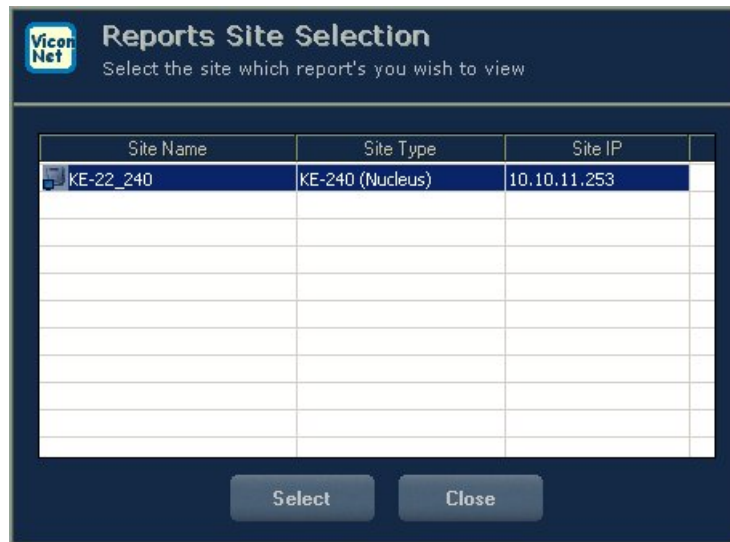 Vicon
Net
Reports Site Selection
Select the site which report's you wish to view
Site Name Site Type Site IP
KE-22_240 KE-240 (Nucleus) 10.10.11.253
Select Close